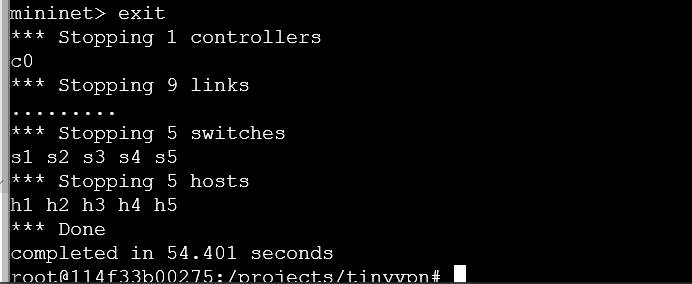 mininet> exit
*** Stopping 1 controllers
c0
*** Stopping 9 links
.........
*** Stopping 5 switches
s1 s2 s3 s4 s5
*** Stopping 5 hosts
h1 h2 h3 h4 h5
*** Done
completed in 54.401 seconds
root@114f33b00275:/projects/tinyvpn#